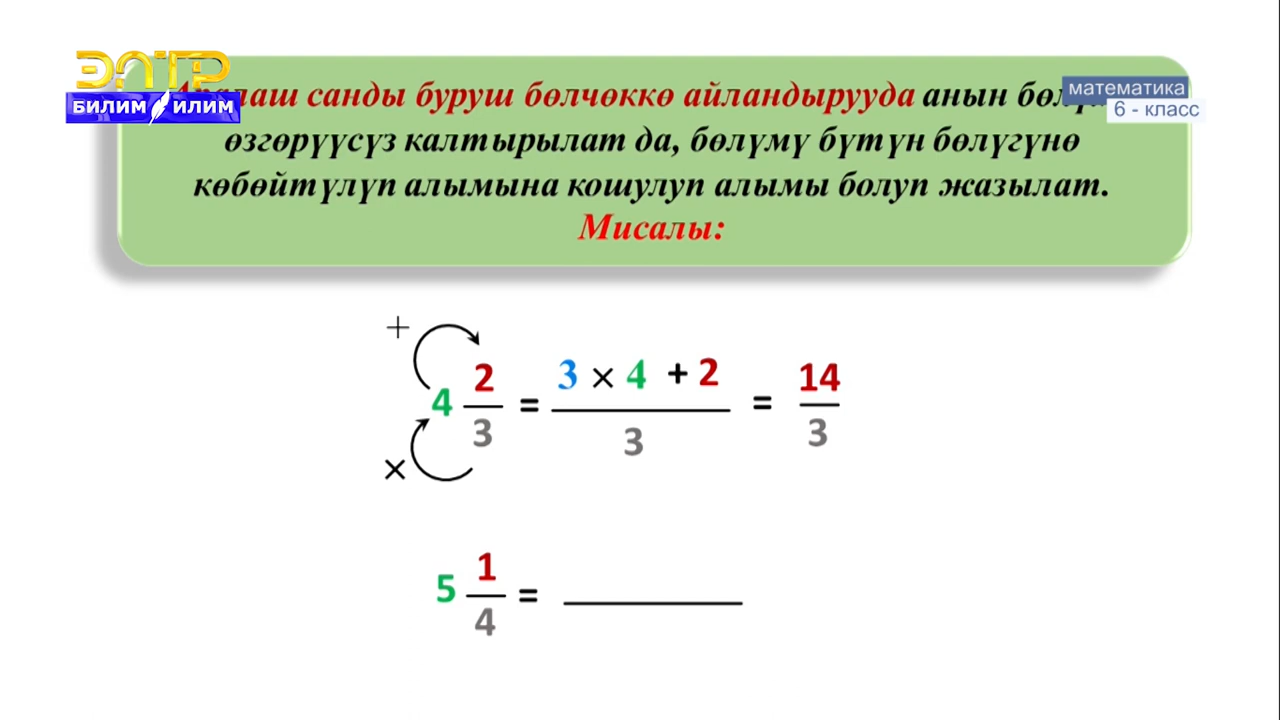 ЭЛТР
БИЛИМ ИЛИМ
математика
6 - класс
санды буруш бөлчөккө айландырууда анын
өзгөрүүсүз калтырылат да, бөлүмү бүтүн бөлүгүнө
көбөйтүлүп алымына кошулуп алымы болуп жазылат.
Мисалы:
+
×
4 2/3 = (3 × 4 + 2)/3 = 14/3
5 1/4 =